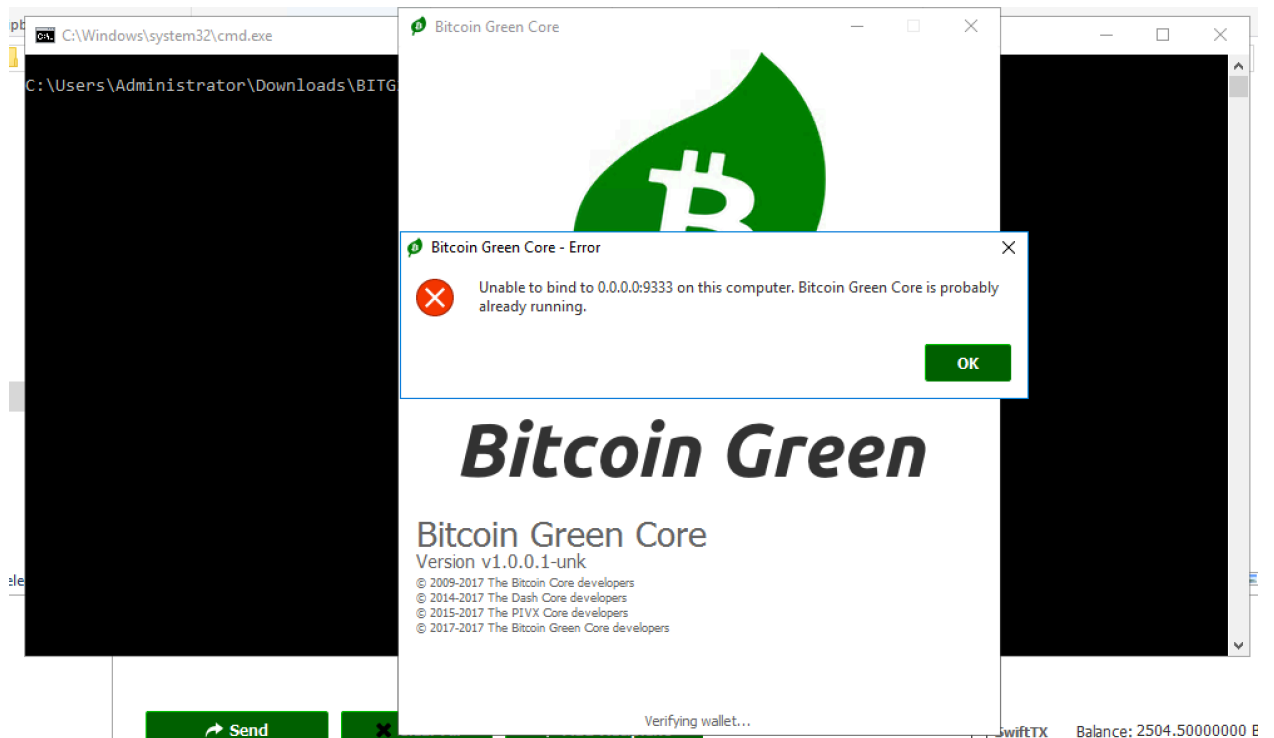 C:\Windows\system32\cmd.exe
C:\Users\Administrator\Downloads\BITG
Bitcoin Green Core
Bitcoin Green Core - Error
Unable to bind to 0.0.0.0:9333 on this computer. Bitcoin Green Core is probably
already running.
OK
Bitcoin Green
Bitcoin Green Core
Version v1.0.0.1-unk
© 2009-2017 The Bitcoin Core developers
© 2014-2017 The Dash Core developers
© 2015-2017 The PIVX Core developers
© 2017-2017 The Bitcoin Green Core developers
Verifying wallet...
Send
SwiftTX
Balance: 2504.50000000 B